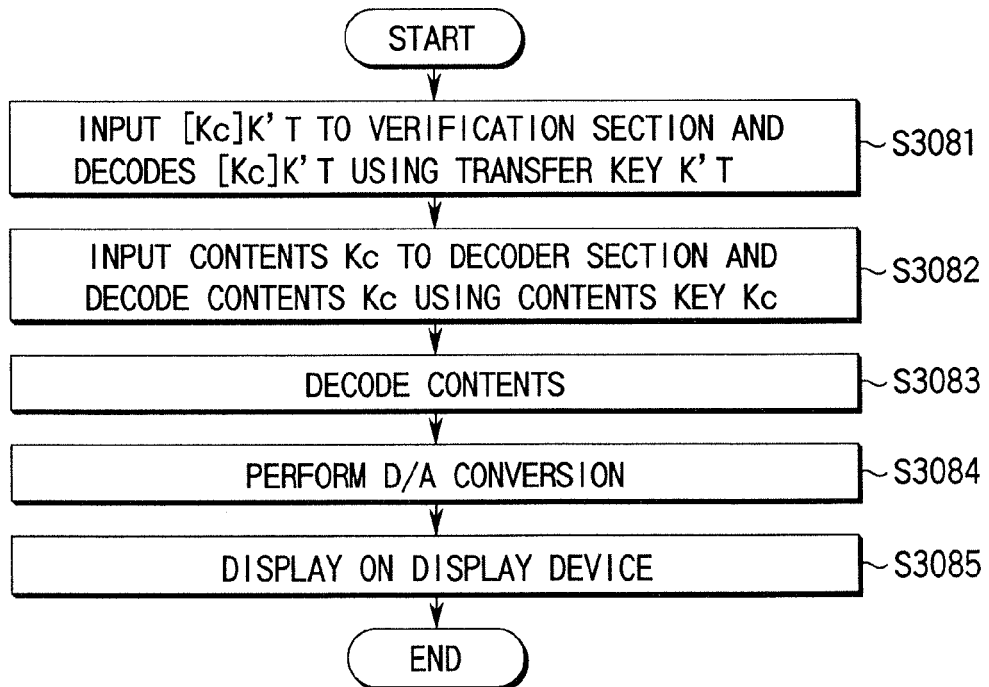 START
INPUT [Kc]K'T TO VERIFICATION SECTION AND
DECODES [Kc]K'T USING TRANSFER KEY K'T
S3081
INPUT CONTENTS Kc TO DECODER SECTION AND
DECODE CONTENTS Kc USING CONTENTS KEY Kc
S3082
DECODE CONTENTS
S3083
PERFORM D/A CONVERSION
S3084
DISPLAY ON DISPLAY DEVICE
S3085
END